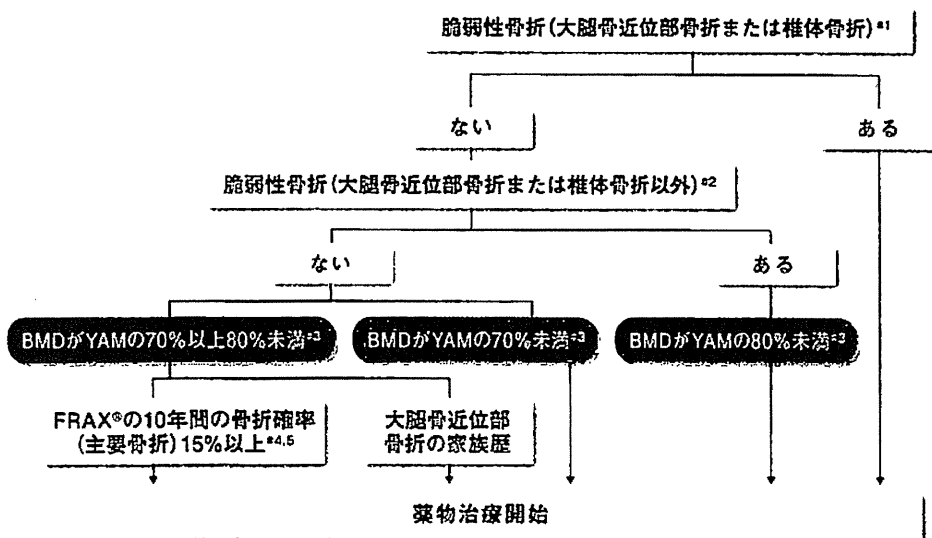 脆弱性骨折(大腿骨近位部骨折または椎体骨折)*1
ない
ある
脆弱性骨折(大腿骨近位部骨折または椎体骨折以外)*2
ない
ある
BMDがYAMの70%以上80%未満*3
BMDがYAMの70%未満*3
BMDがYAMの80%未満*3
FRAX®の10年間の骨折確率
(主要骨折)15%以上*4,5
大腿骨近位部
骨折の家族歴
薬物治療開始